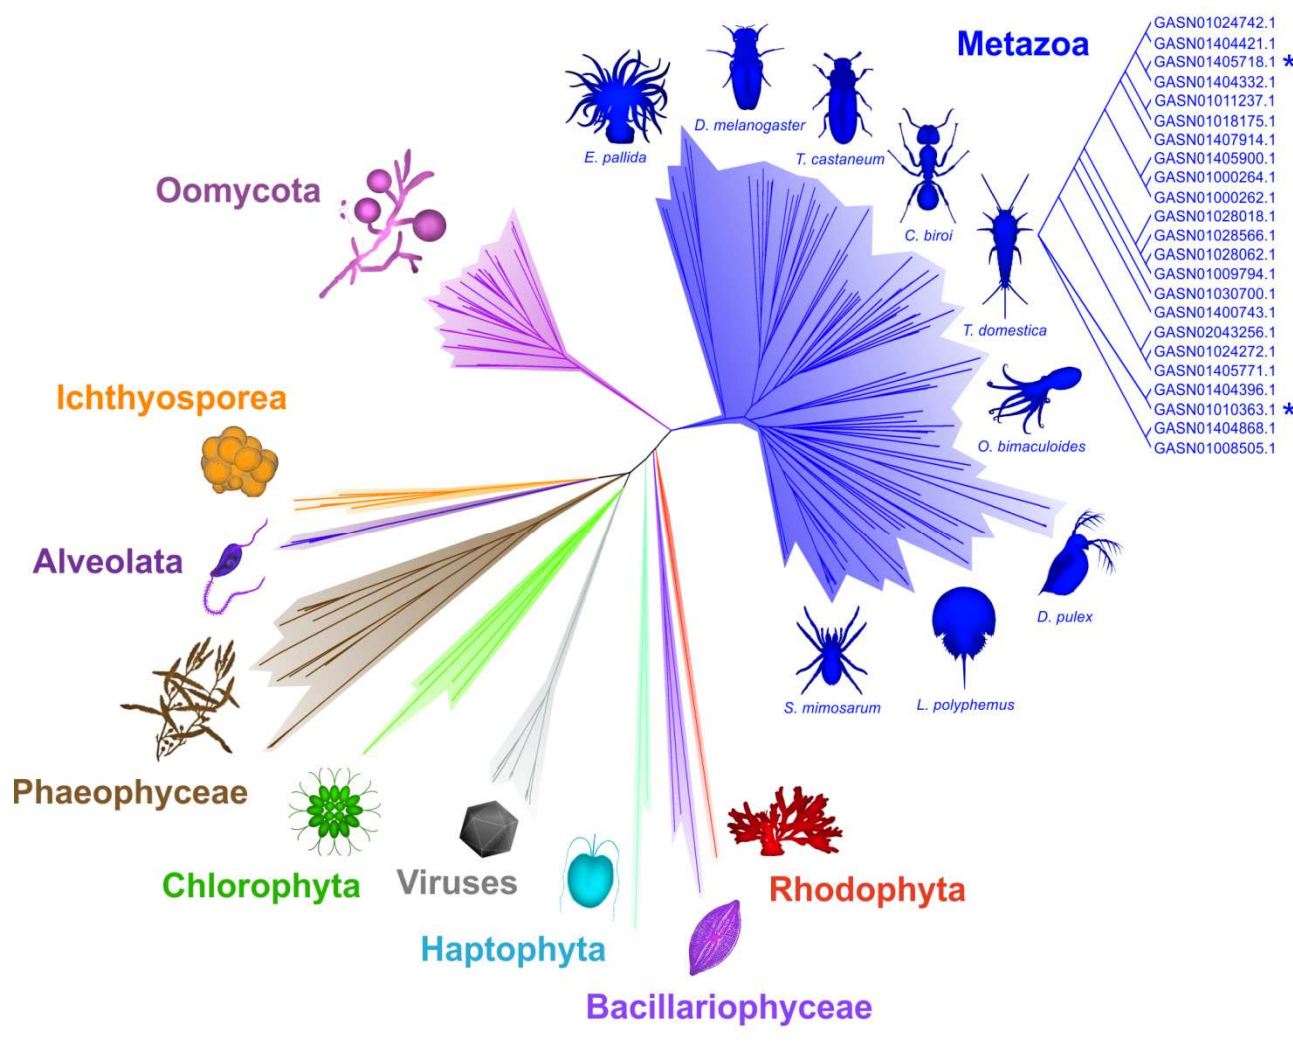 Metazoa
GASN01024742.1
GASN01404421.1
GASN01405718.1 *
GASN01404332.1
GASN01011237.1
GASN01018175.1
GASN01407914.1
GASN01405900.1
GASN01000264.1
GASN01000262.1
GASN01028018.1
GASN01028566.1
GASN01028062.1
GASN01009794.1
GASN01030700.1
GASN01400743.1
GASN02043256.1
GASN01024272.1
GASN01405771.1
GASN01404396.1
GASN01010363.1 *
GASN01404868.1
GASN01008505.1
E. pallida
D. melanogaster
T. castaneum
C. biroi
T. domestica
O. bimaculoides
D. pulex
L. polyphemus
S. mimosarum
Oomycota
Ichthyosporea
Alveolata
Phaeophyceae
Chlorophyta
Viruses
Haptophyta
Bacillariophyceae
Rhodophyta